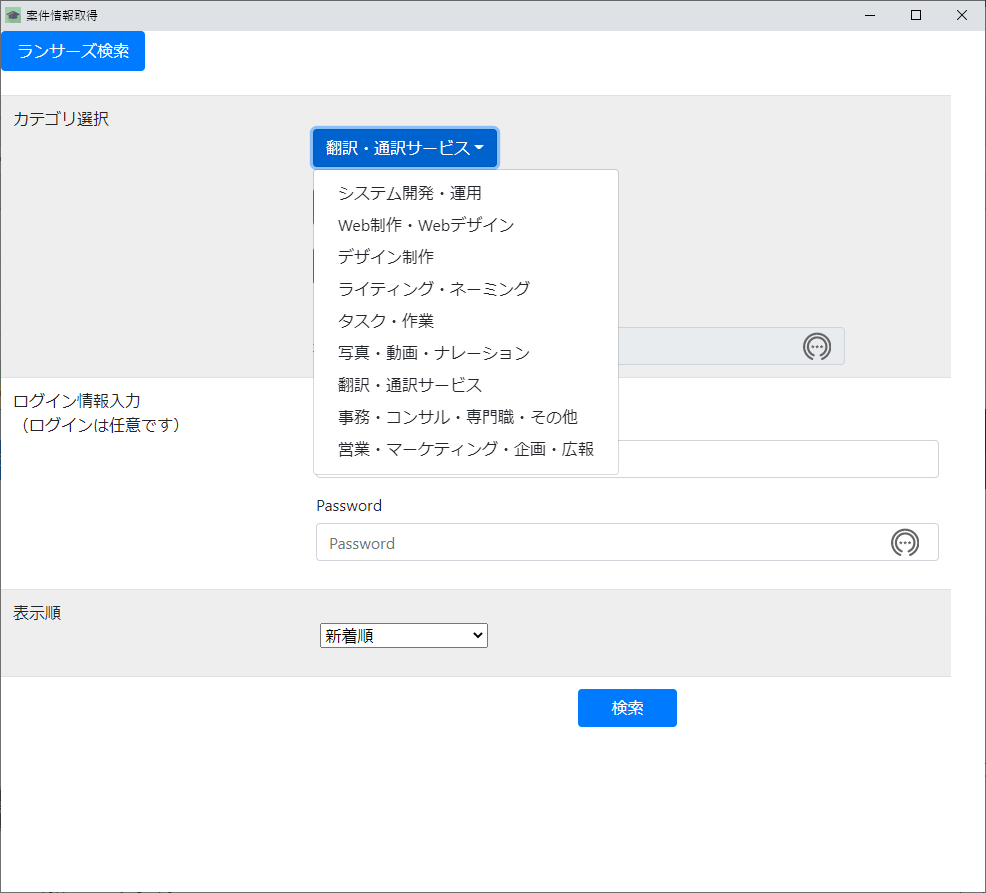 案件情報取得
ランサーズ検索
カテゴリ選択
翻訳・通訳サービス
システム開発・運用
Web制作・Webデザイン
デザイン制作
ライティング・ネーミング
タスク・作業
写真・動画・ナレーション
翻訳・通訳サービス
事務・コンサル・専門職・その他
営業・マーケティング・企画・広報
ログイン情報入力
（ログインは任意です）
Password
Password
表示順
新着順
検索